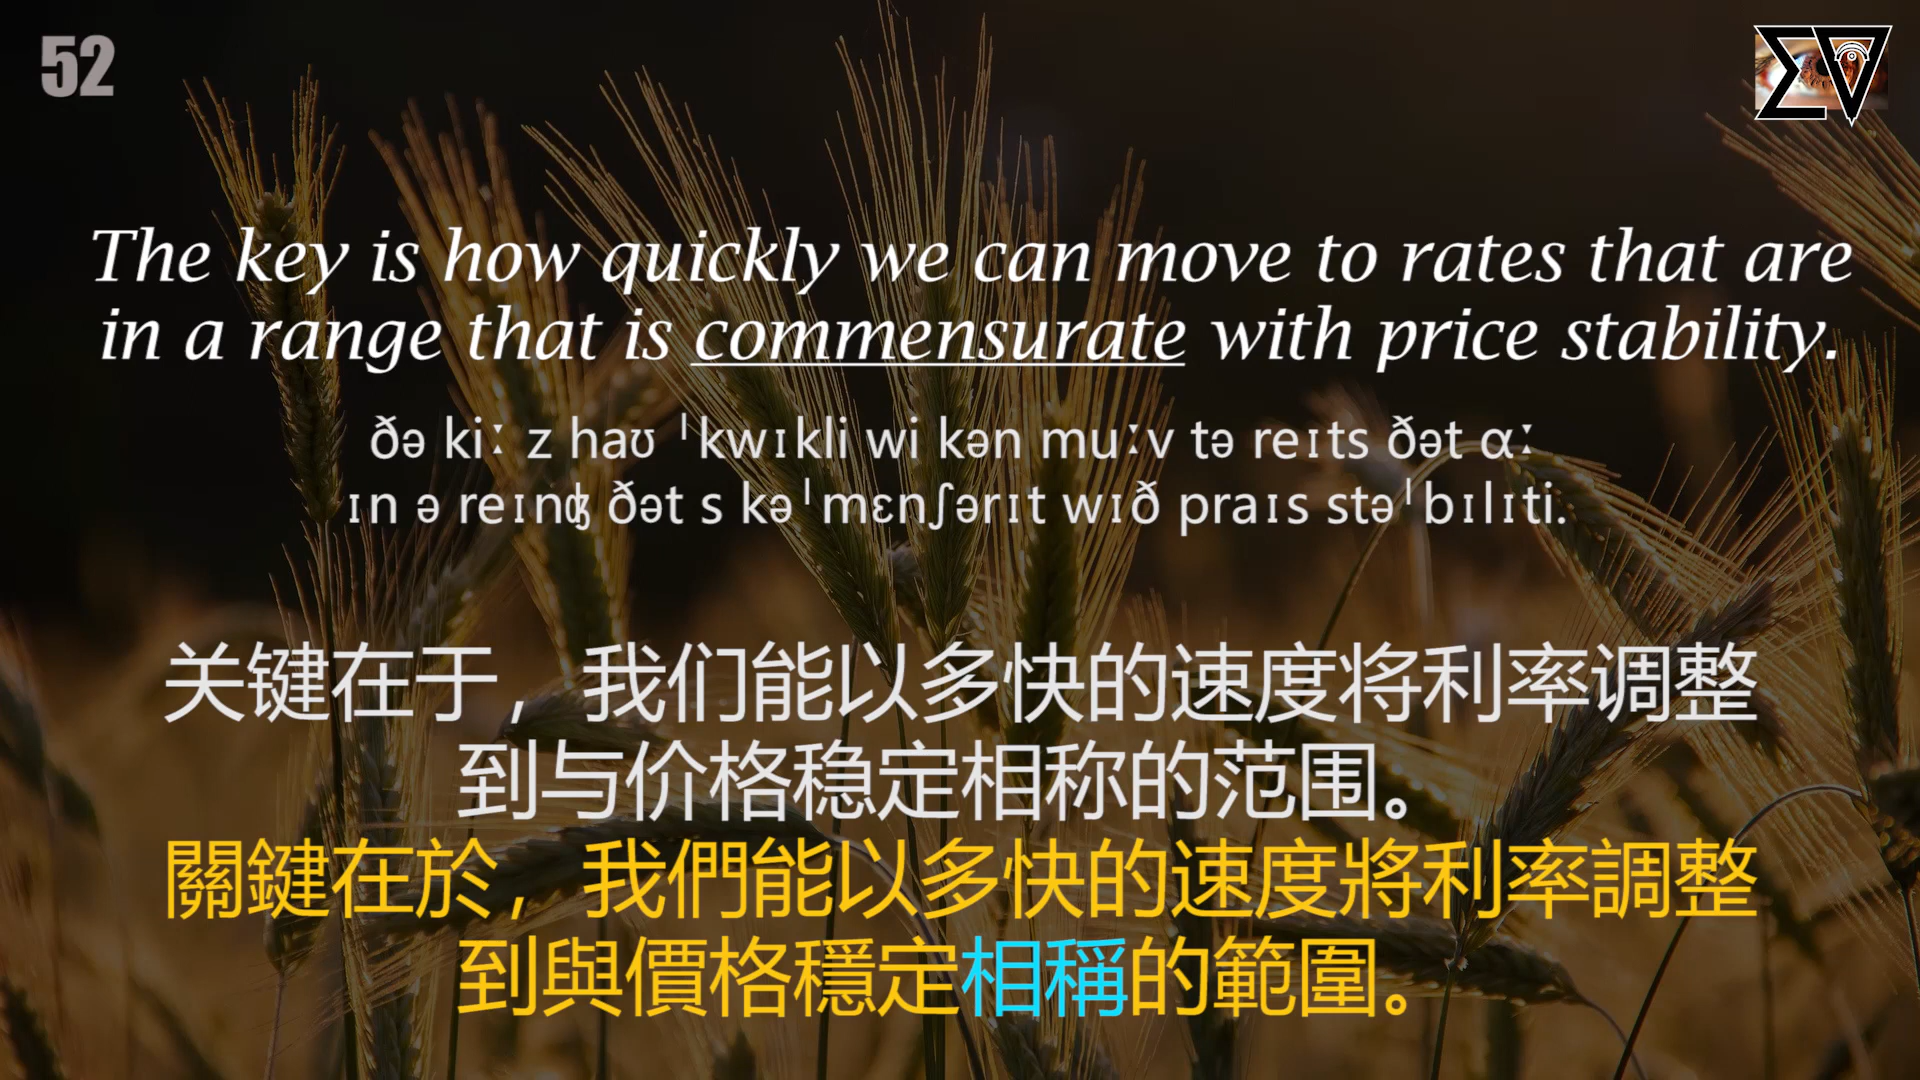 52
The key is how quickly we can move to rates that are
in a range that is commensurate with price stability.
ðə kiː z haʊ ˈkwɪkli wi kən muːv tə reɪts ðət ɑː
ɪn ə reɪnʤ ðət s kəˈmɛnʃərɪt wɪð praɪs stəˈbɪlɪti.
关键在于，我们能以多快的速度将利率调整
到与价格稳定相称的范围。
關鍵在於，我們能以多快的速度將利率調整
到與價格穩定相稱的範圍。